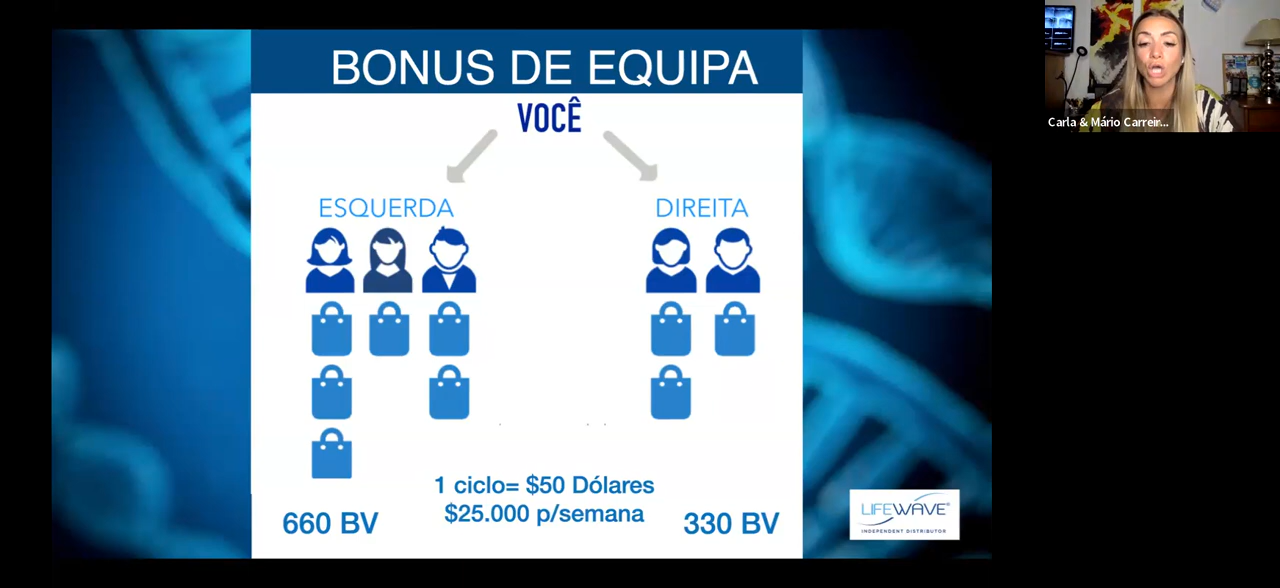 BONUS DE EQUIPA
VOCÊ
ESQUERDA
DIREITA
1 ciclo= $50 Dólares
$25.000 p/semana
660 BV
330 BV
LIFEWAVE®
INDEPENDENT DISTRIBUTOR
Carla & Mário Carreir...